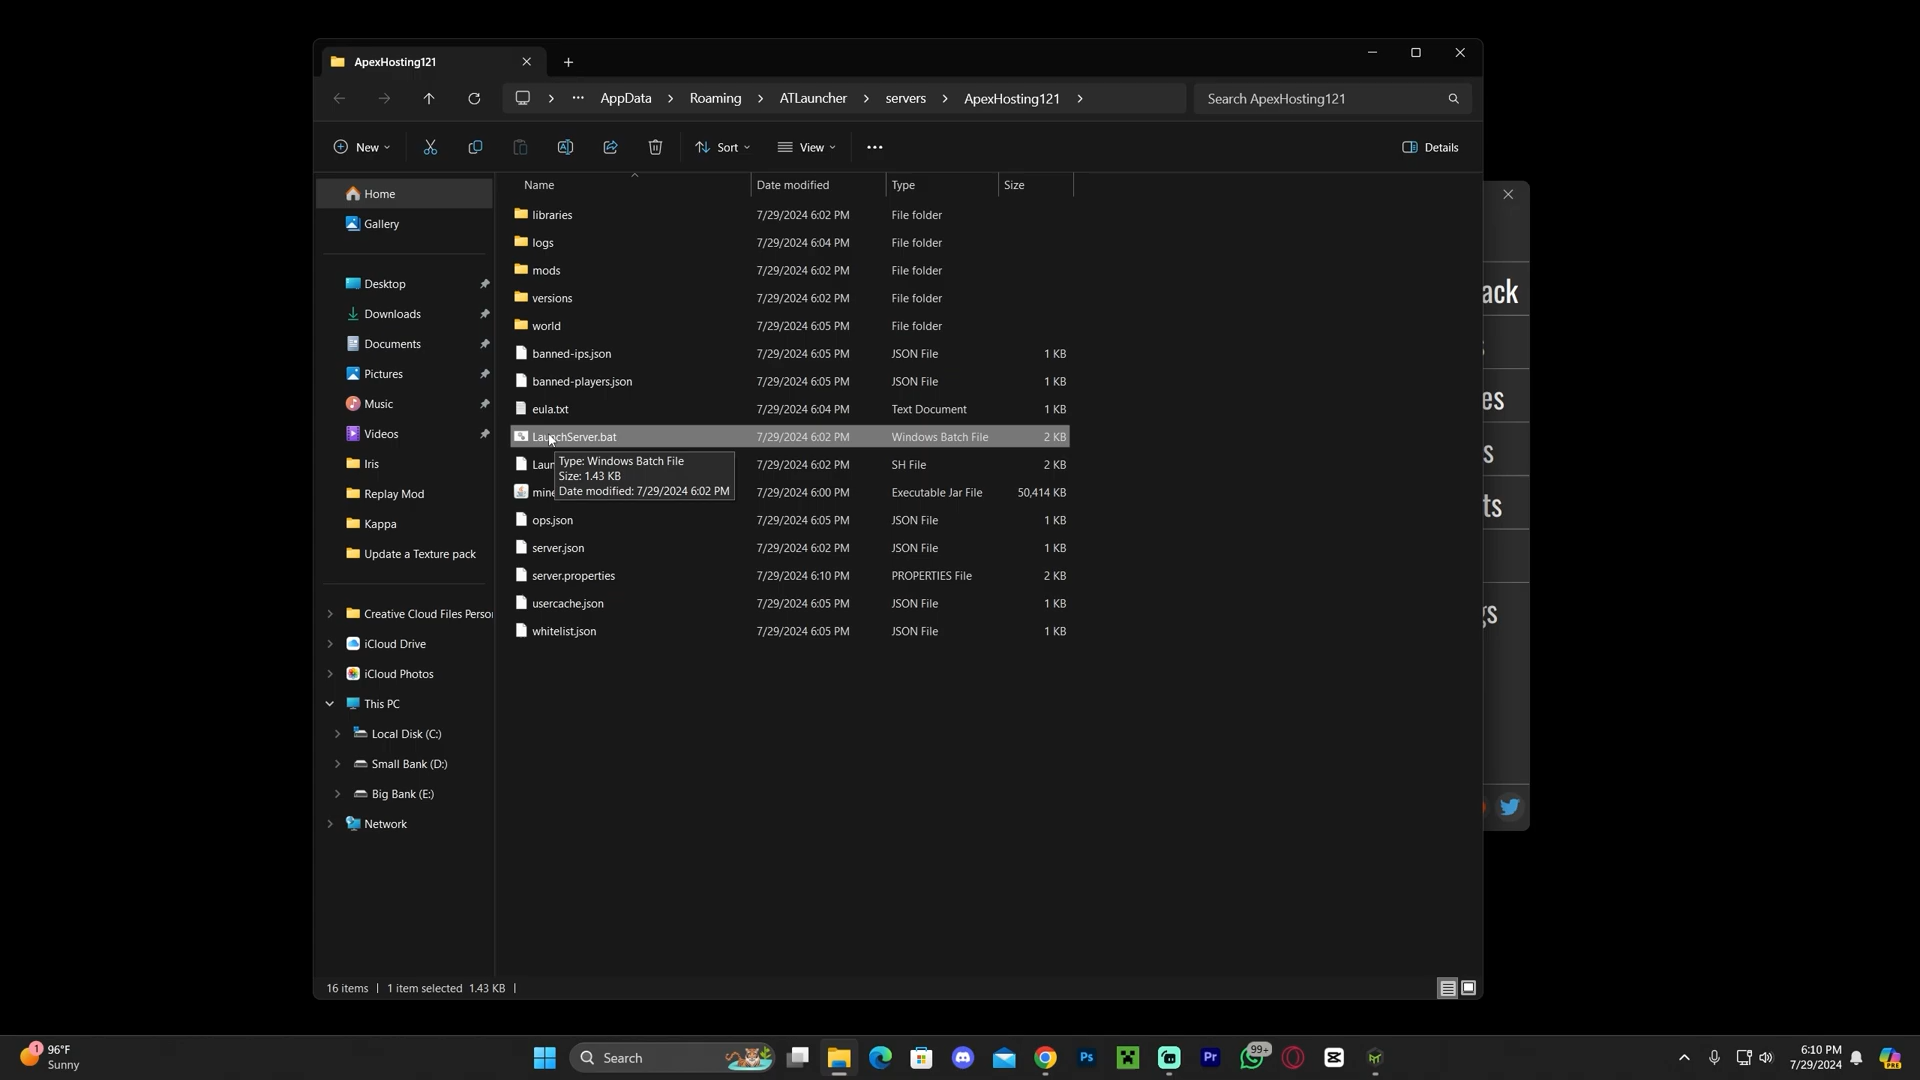 ApexHosting121
AppData > Roaming > ATLauncher > servers > ApexHosting121 >
Search ApexHosting121
New
Sort
View
Details
Name
Date modified
Type
Size
Home
Gallery
Desktop
Downloads
Documents
Pictures
Music
Videos
Iris
Replay Mod
Kappa
Update a Texture pack
Creative Cloud Files Perso
iCloud Drive
iCloud Photos
This PC
Local Disk (C:)
Small Bank (D:)
Big Bank (E:)
Network
libraries 7/29/2024 6:02 PM File folder
logs 7/29/2024 6:04 PM File folder
mods 7/29/2024 6:02 PM File folder
versions 7/29/2024 6:02 PM File folder
world 7/29/2024 6:05 PM File folder
banned-ips.json 7/29/2024 6:05 PM JSON File 1 KB
banned-players.json 7/29/2024 6:05 PM JSON File 1 KB
eula.txt 7/29/2024 6:04 PM Text Document 1 KB
LaunchServer.bat 7/29/2024 6:02 PM Windows Batch File 2 KB
Laun 7/29/2024 6:02 PM SH File 2 KB
mine 7/29/2024 6:00 PM Executable Jar File 50,414 KB
ops.json 7/29/2024 6:05 PM JSON File 1 KB
server.json 7/29/2024 6:02 PM JSON File 1 KB
server.properties 7/29/2024 6:10 PM PROPERTIES File 2 KB
usercache.json 7/29/2024 6:05 PM JSON File 1 KB
whitelist.json 7/29/2024 6:05 PM JSON File 1 KB
Type: Windows Batch File
Size: 1.43 KB
Date modified: 7/29/2024 6:02 PM
ack
es
s
ts
gs
16 items | 1 item selected 1.43 KB |
1
96°F
Sunny
Search
Ps
Pr
99+
6:10 PM
7/29/2024
PRE